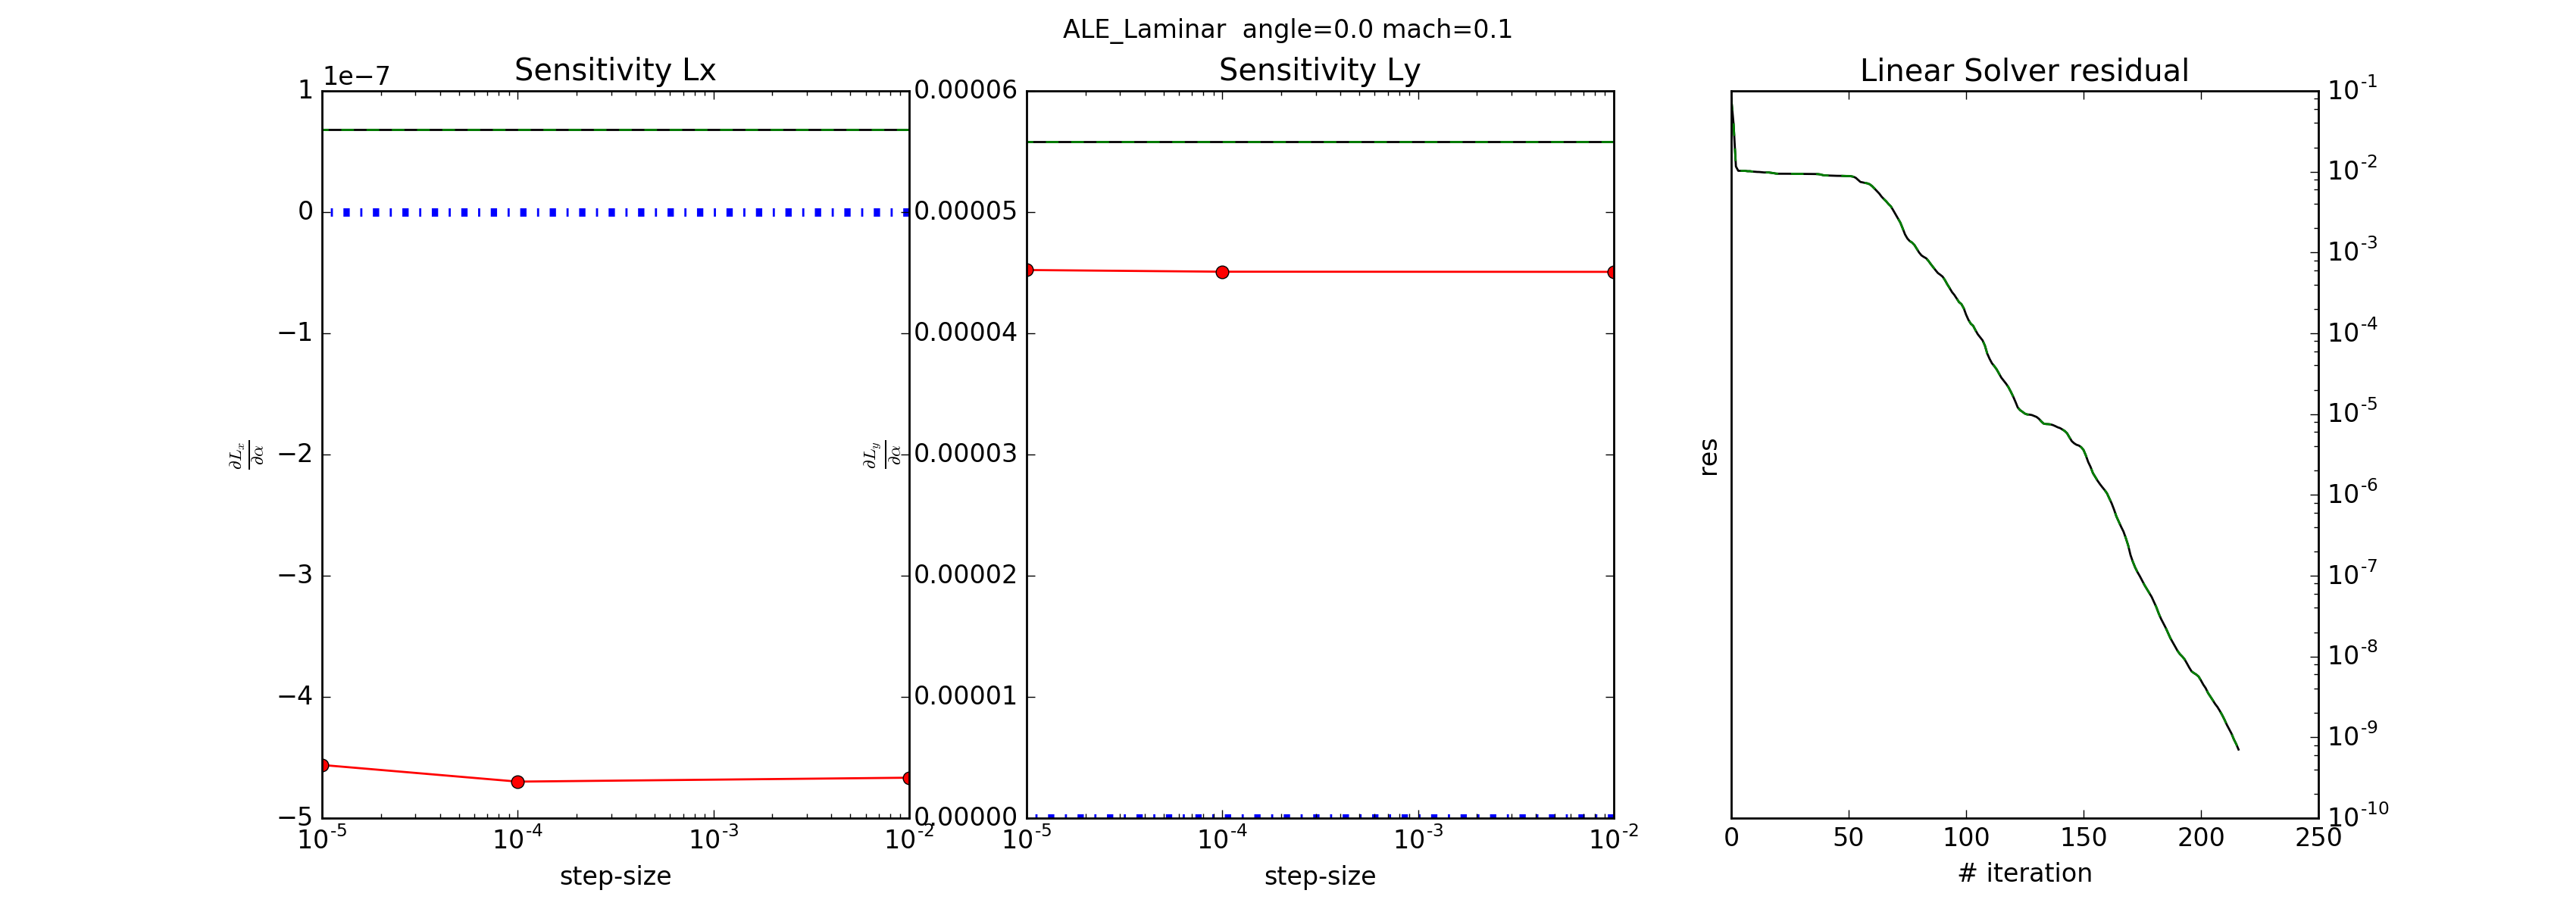 ALE_Laminar  angle=0.0 mach=0.1
Sensitivity Lx
1e−7
1
0
−1
−2
−3
−4
−5
∂Lx/∂α
10^-5 10^-4 10^-3 10^-2
step-size
Sensitivity Ly
0.00006
0.00005
0.00004
0.00003
0.00002
0.00001
0.00000
∂Ly/∂α
10^-5 10^-4 10^-3 10^-2
step-size
Linear Solver residual
10^-1
10^-2
10^-3
10^-4
10^-5
10^-6
10^-7
10^-8
10^-9
10^-10
res
0 50 100 150 200 250
# iteration